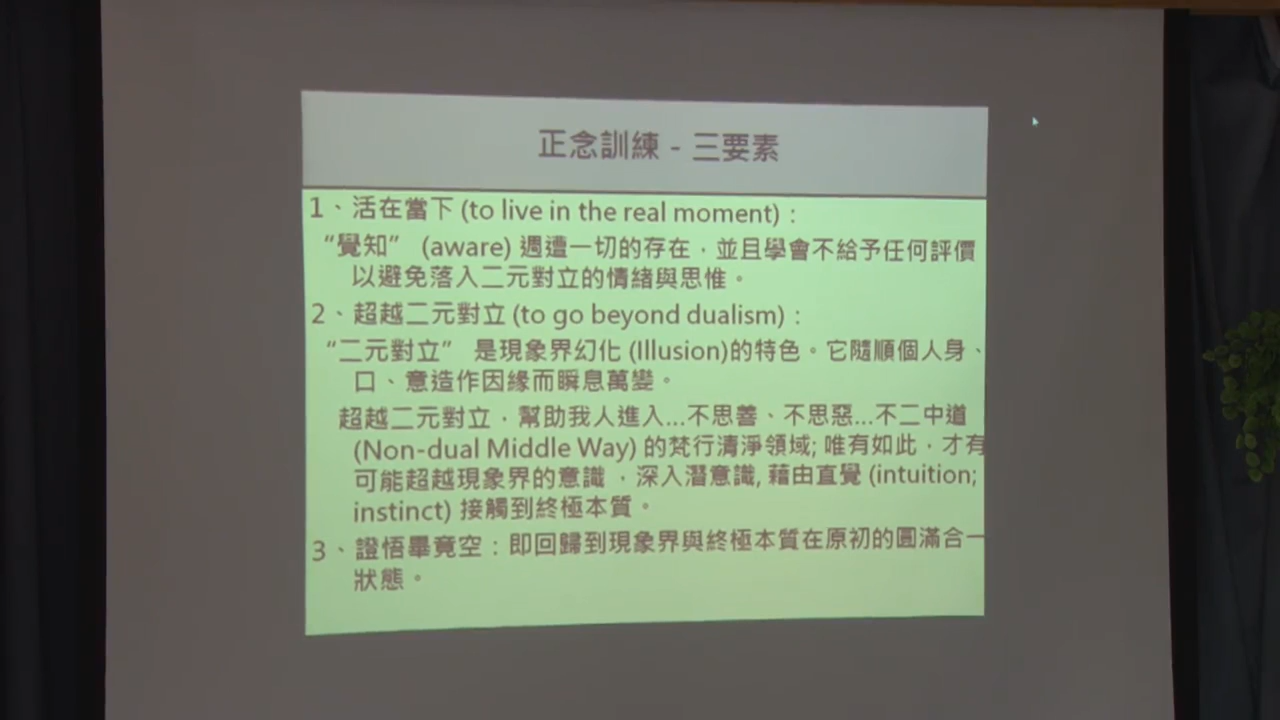 正念訓練 - 三要素
1、活在當下 (to live in the real moment)：
“覺知” (aware) 週遭一切的存在，並且學會不給予任何評價
以避免落入二元對立的情緒與思惟。
2、超越二元對立 (to go beyond dualism)：
“二元對立” 是現象界幻化 (Illusion)的特色。它隨順個人身、
口、意造作因緣而瞬息萬變。
超越二元對立，幫助我人進入...不思善、不思惡...不二中道
(Non-dual Middle Way) 的梵行清淨領域; 唯有如此，才有
可能超越現象界的意識，深入潛意識, 藉由直覺 (intuition;
instinct) 接觸到終極本質。
3、證悟畢竟空：即回歸到現象界與終極本質在原初的圓滿合一
狀態。